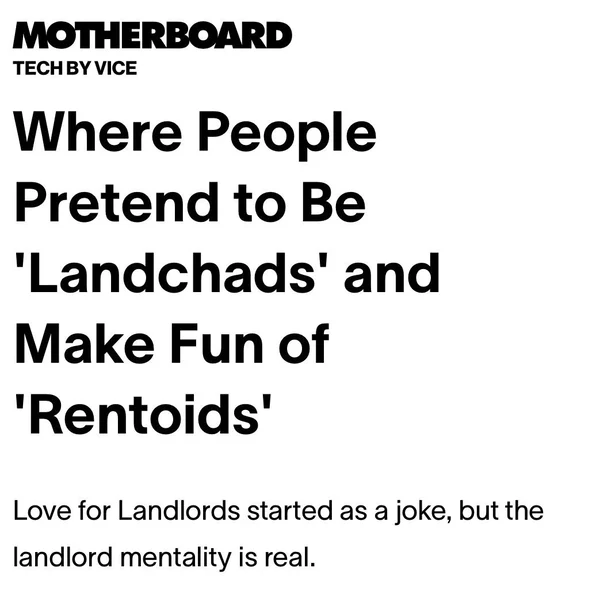 MOTHERBOARD
TECH BY VICE
Where People
Pretend to Be
'Landchads' and
Make Fun of
'Rentoids'
Love for Landlords started as a joke, but the
landlord mentality is real.